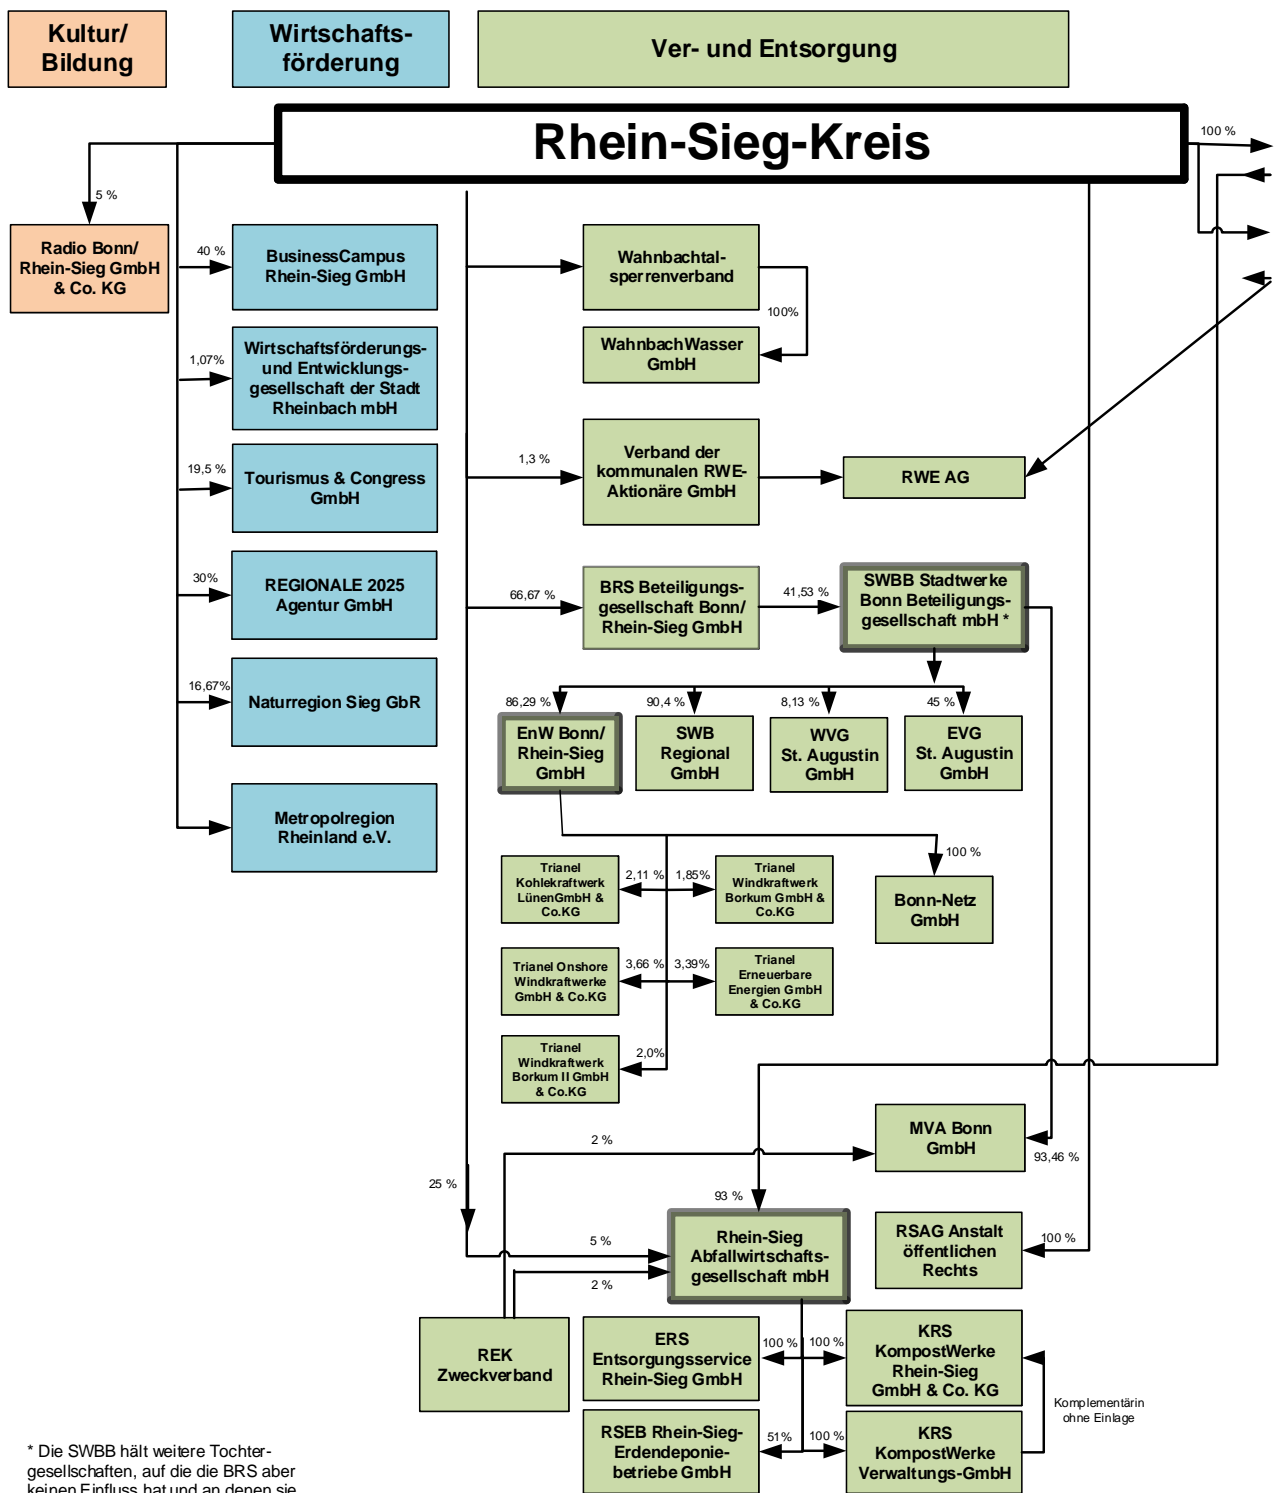 Kultur/
Bildung
Wirtschafts-
förderung
Ver- und Entsorgung
Rhein-Sieg-Kreis
100 %
5 %
Radio Bonn/
Rhein-Sieg GmbH
& Co. KG
40 %
BusinessCampus
Rhein-Sieg GmbH
Wahnbachtal-
sperrenverband
100%
WahnbachWasser
GmbH
1,07%
Wirtschaftsförderungs-
und Entwicklungs-
gesellschaft der Stadt
Rheinbach mbH
19,5 %
Tourismus & Congress
GmbH
1,3 %
Verband der
kommunalen RWE-
Aktionäre GmbH
RWE AG
30%
REGIONALE 2025
Agentur GmbH
66,67 %
BRS Beteiligungs-
gesellschaft Bonn/
Rhein-Sieg GmbH
41,53 %
SWBB Stadtwerke
Bonn Beteiligungs-
gesellschaft mbH *
16,67%
Naturregion Sieg GbR
86,29 %
90,4 %
8,13 %
45 %
EnW Bonn/
Rhein-Sieg
GmbH
SWB
Regional
GmbH
WVG
St. Augustin
GmbH
EVG
St. Augustin
GmbH
Metropolregion
Rheinland e.V.
100 %
Trianel
Kohlekraftwerk
LünenGmbH &
Co.KG
2,11 %
1,85%
Trianel
Windkraftwerk
Borkum GmbH &
Co.KG
Bonn-Netz
GmbH
Trianel Onshore
Windkraftwerke
GmbH & Co.KG
3,66 %
3,39%
Trianel
Erneuerbare
Energien GmbH
& Co.KG
Trianel
Windkraftwerk
Borkum II GmbH
& Co.KG
2,0%
MVA Bonn
GmbH
2 %
93,46 %
25 %
93 %
Rhein-Sieg
Abfallwirtschafts-
gesellschaft mbH
RSAG Anstalt
öffentlichen
Rechts
100 %
5 %
2 %
REK
Zweckverband
ERS
Entsorgungsservice
Rhein-Sieg GmbH
100 %
100 %
KRS
KompostWerke
Rhein-Sieg
GmbH & Co. KG
Komplementärin
ohne Einlage
RSEB Rhein-Sieg-
Erdendeponie-
betriebe GmbH
51%
100 %
KRS
KompostWerke
Verwaltungs-GmbH
* Die SWBB hält weitere Tochter-
gesellschaften, auf die die BRS aber
keinen Einfluss hat und an denen sie